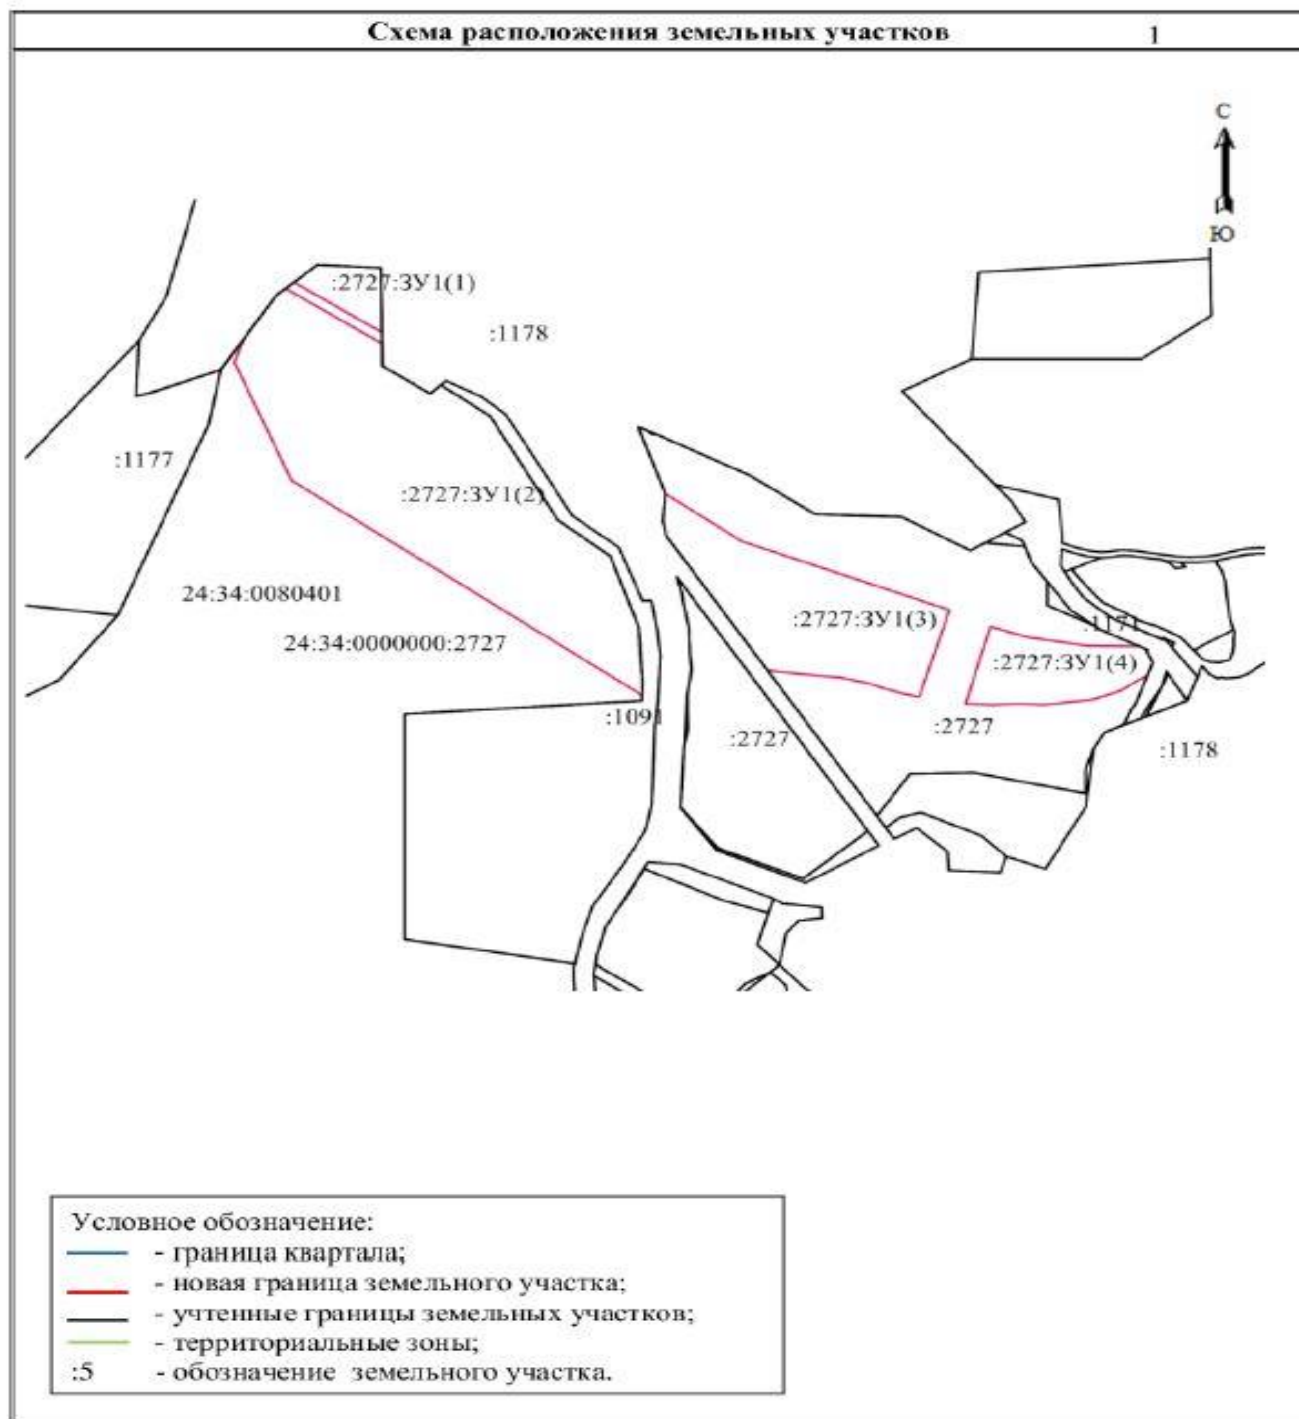 Схема расположения земельных участков 1
С
Ю
:2727:ЗУ1(1)
:1178
:1177
:2727:ЗУ1(2)
24:34:0080401
:2727:ЗУ1(3)
:1171
24:34:0000000:2727
:2727:ЗУ1(4)
:1091
:2727
:2727
:1178
Условное обозначение:
- граница квартала;
- новая граница земельного участка;
- учтенные границы земельных участков;
- территориальные зоны;
:5 - обозначение земельного участка.